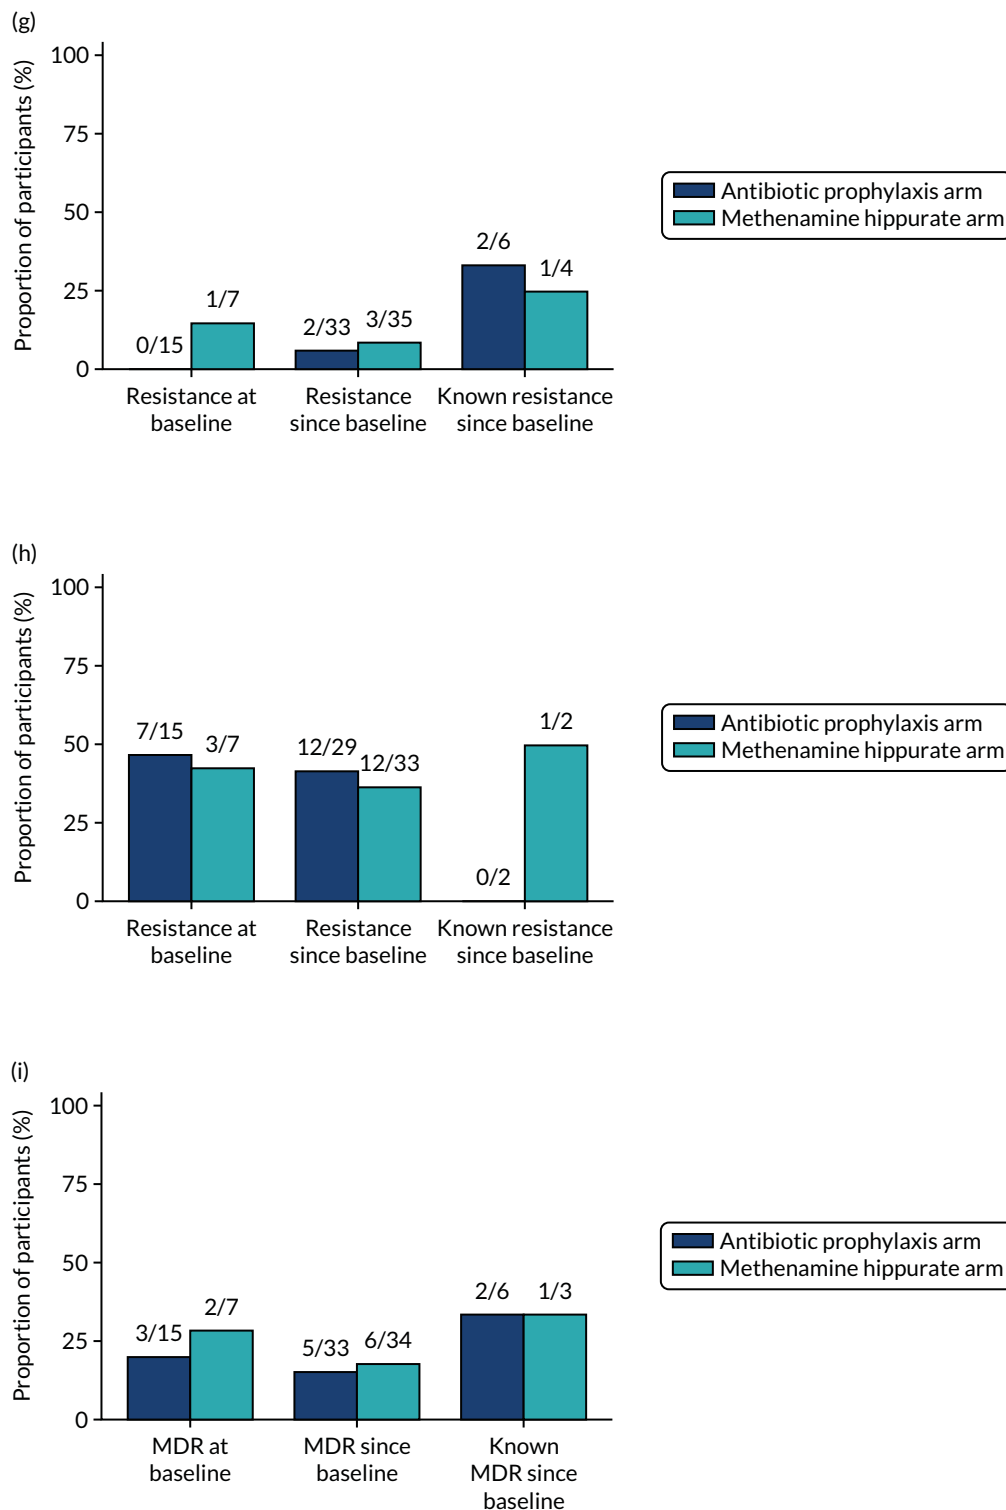 (g)
Proportion of participants (%)
100
75
50
25
0
0/15
1/7
2/33
3/35
2/6
1/4
Resistance at
baseline
Resistance
since baseline
Known resistance
since baseline
Antibiotic prophylaxis arm
Methenamine hippurate arm
(h)
Proportion of participants (%)
100
75
50
25
0
7/15
3/7
12/29
12/33
0/2
1/2
Resistance at
baseline
Resistance
since baseline
Known resistance
since baseline
Antibiotic prophylaxis arm
Methenamine hippurate arm
(i)
Proportion of participants (%)
100
75
50
25
0
3/15
2/7
5/33
6/34
2/6
1/3
MDR at
baseline
MDR since
baseline
Known
MDR since
baseline
Antibiotic prophylaxis arm
Methenamine hippurate arm